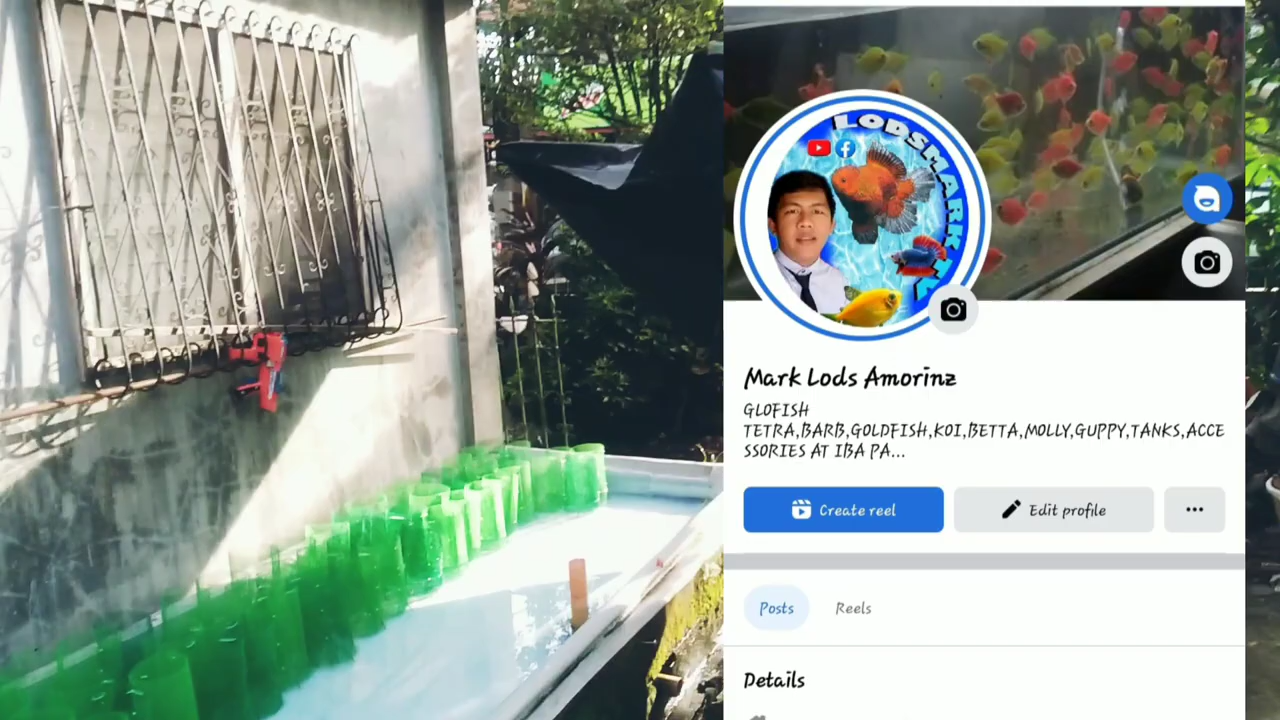 LODSMARK
Mark Lods Amorinz
GLOFISH
TETRA,BARB,GOLDFISH,KOI,BETTA,MOLLY,GUPPY,TANKS,ACCE
SSORIES AT IBA PA...
Create reel
Edit profile
Posts
Reels
Details